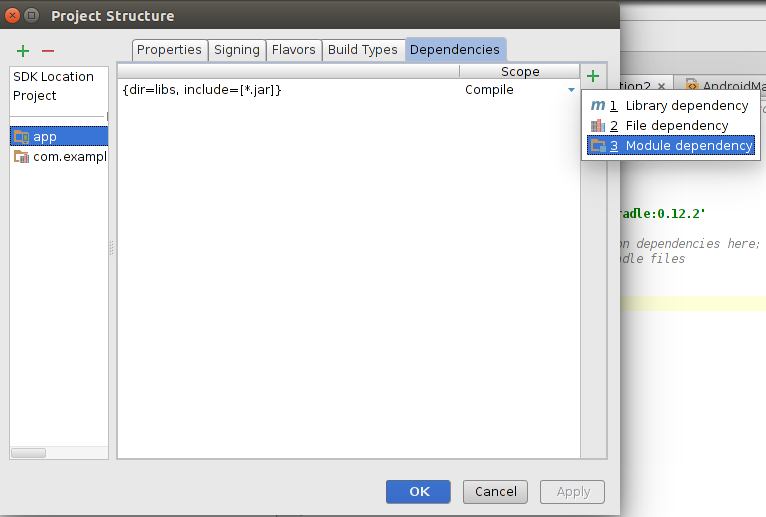 Project Structure
Properties Signing Flavors Build Types Dependencies
SDK Location
Project
app
com.exampl
Scope
{dir=libs, include=[*.jar]} Compile
1 Library dependency
2 File dependency
3 Module dependency
tion2 AndroidMa
radle:0.12.2'
on dependencies here;
dle files
OK Cancel Apply